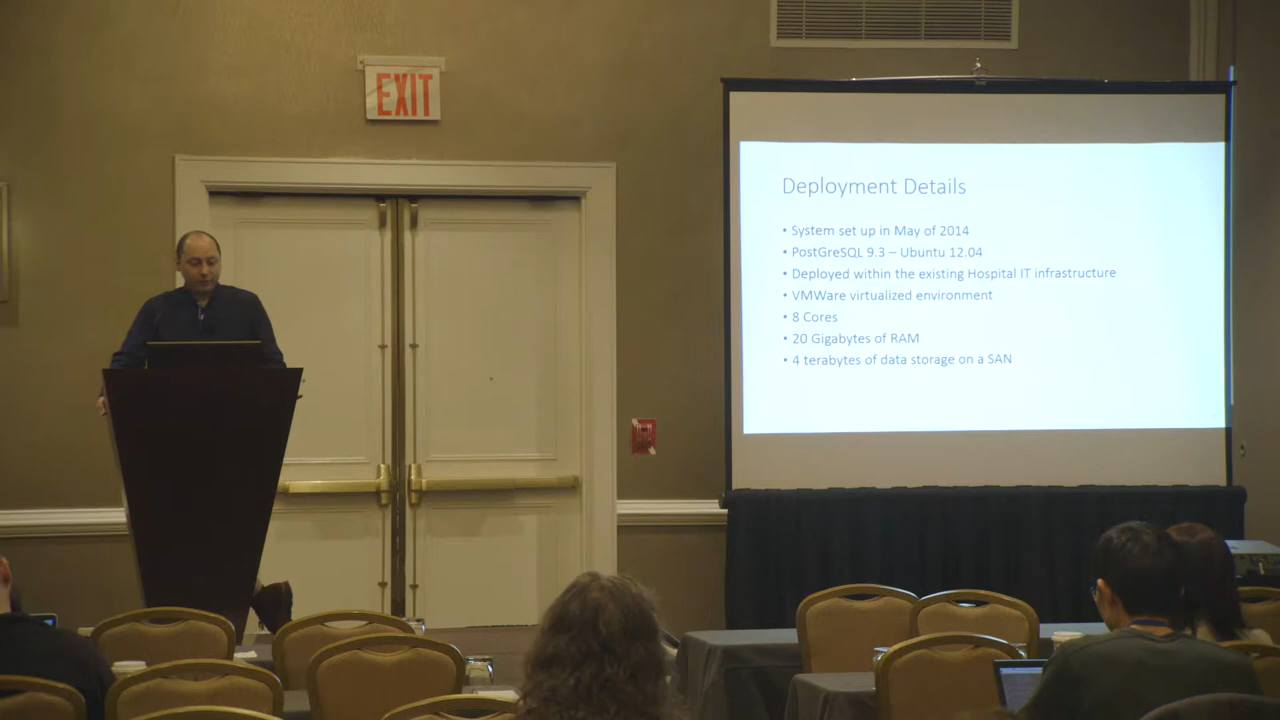 EXIT
Deployment Details
• System set up in May of 2014
• PostGreSQL 9.3 – Ubuntu 12.04
• Deployed within the existing Hospital IT infrastructure
• VMWare virtualized environment
• 8 Cores
• 20 Gigabytes of RAM
• 4 terabytes of data storage on a SAN